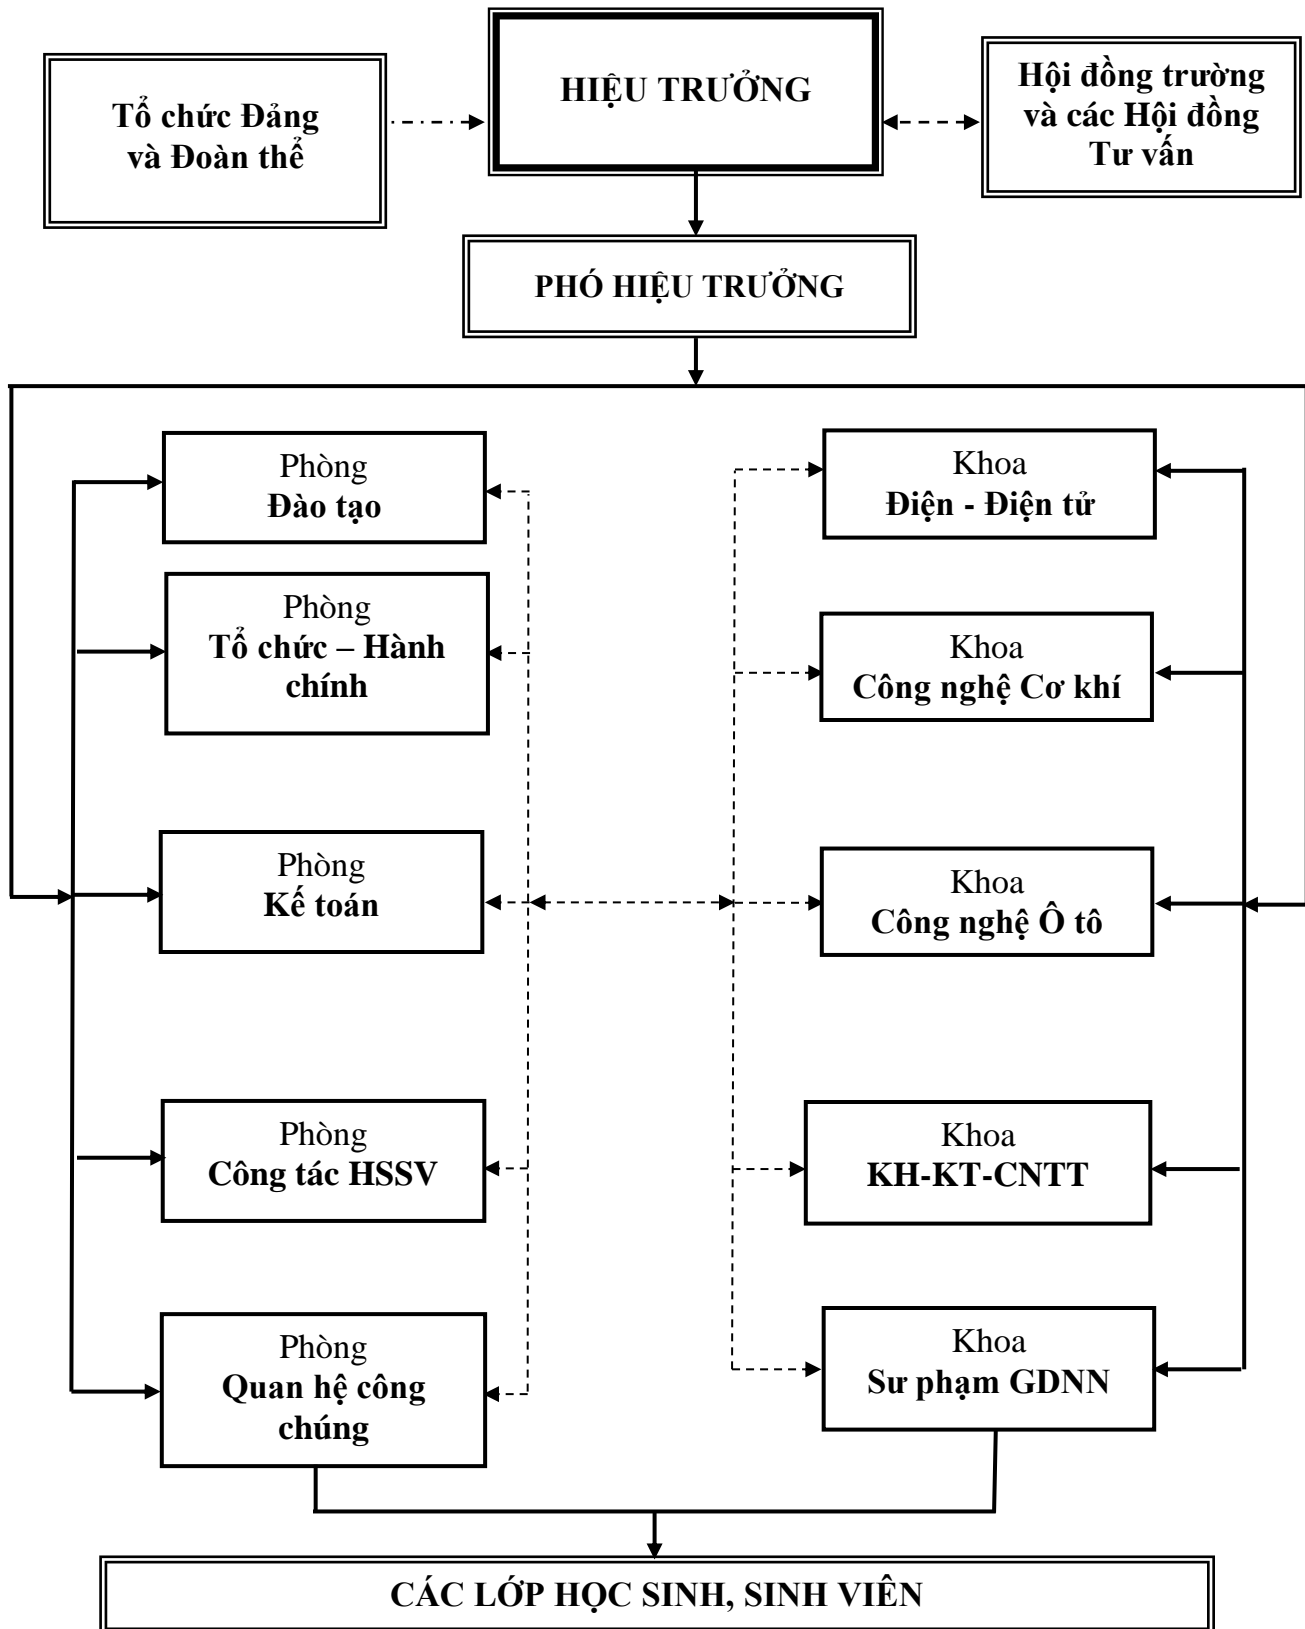 HIỆU TRƯỞNG
Tổ chức Đảng
và Đoàn thể
Hội đồng trường
và các Hội đồng
Tư vấn
PHÓ HIỆU TRƯỞNG
Phòng
Đào tạo
Khoa
Điện - Điện tử
Phòng
Tổ chức – Hành
chính
Khoa
Công nghệ Cơ khí
Phòng
Kế toán
Khoa
Công nghệ Ô tô
Phòng
Công tác HSSV
Khoa
KH-KT-CNTT
Phòng
Quan hệ công
chúng
Khoa
Sư phạm GDNN
CÁC LỚP HỌC SINH, SINH VIÊN